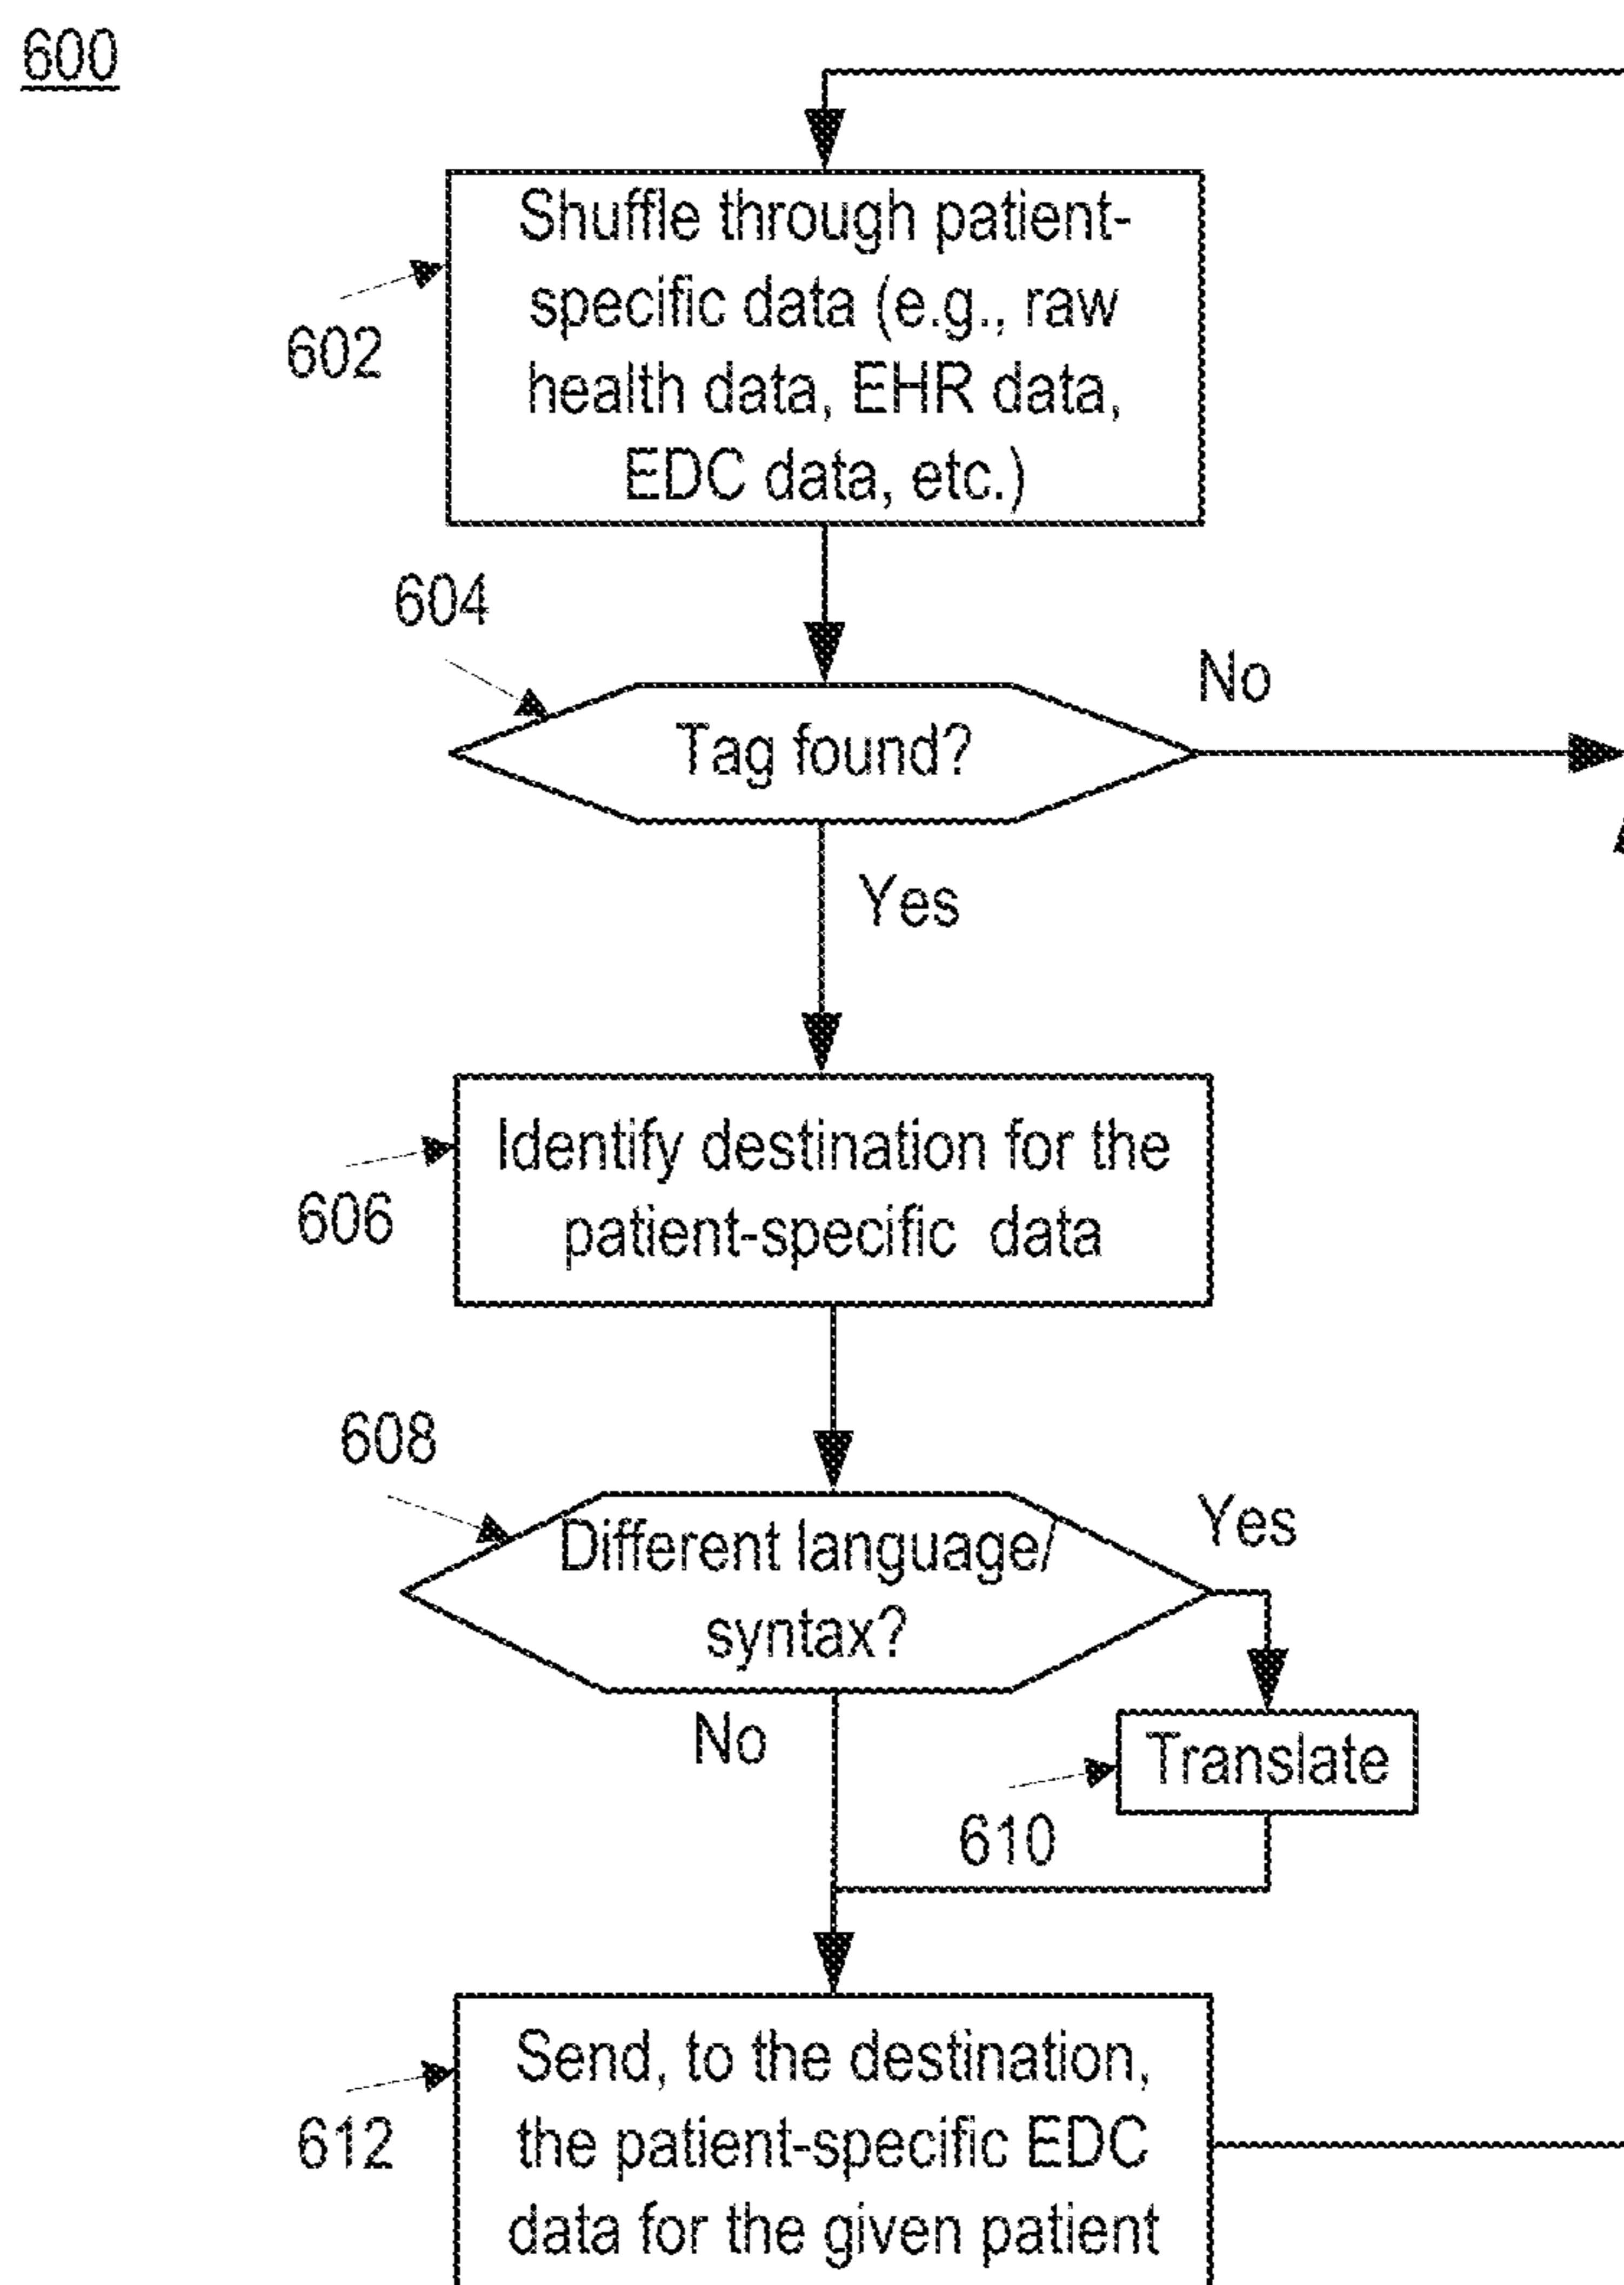 600
Shuffle through patient-
specific data (e.g., raw
health data, EHR data,
EDC data, etc.)
602
604
No
Tag found?
Yes
Identify destination for the
patient-specific data
606
608
Yes
Different language/
syntax?
No
Translate
610
Send, to the destination,
the patient-specific EDC
data for the given patient
612